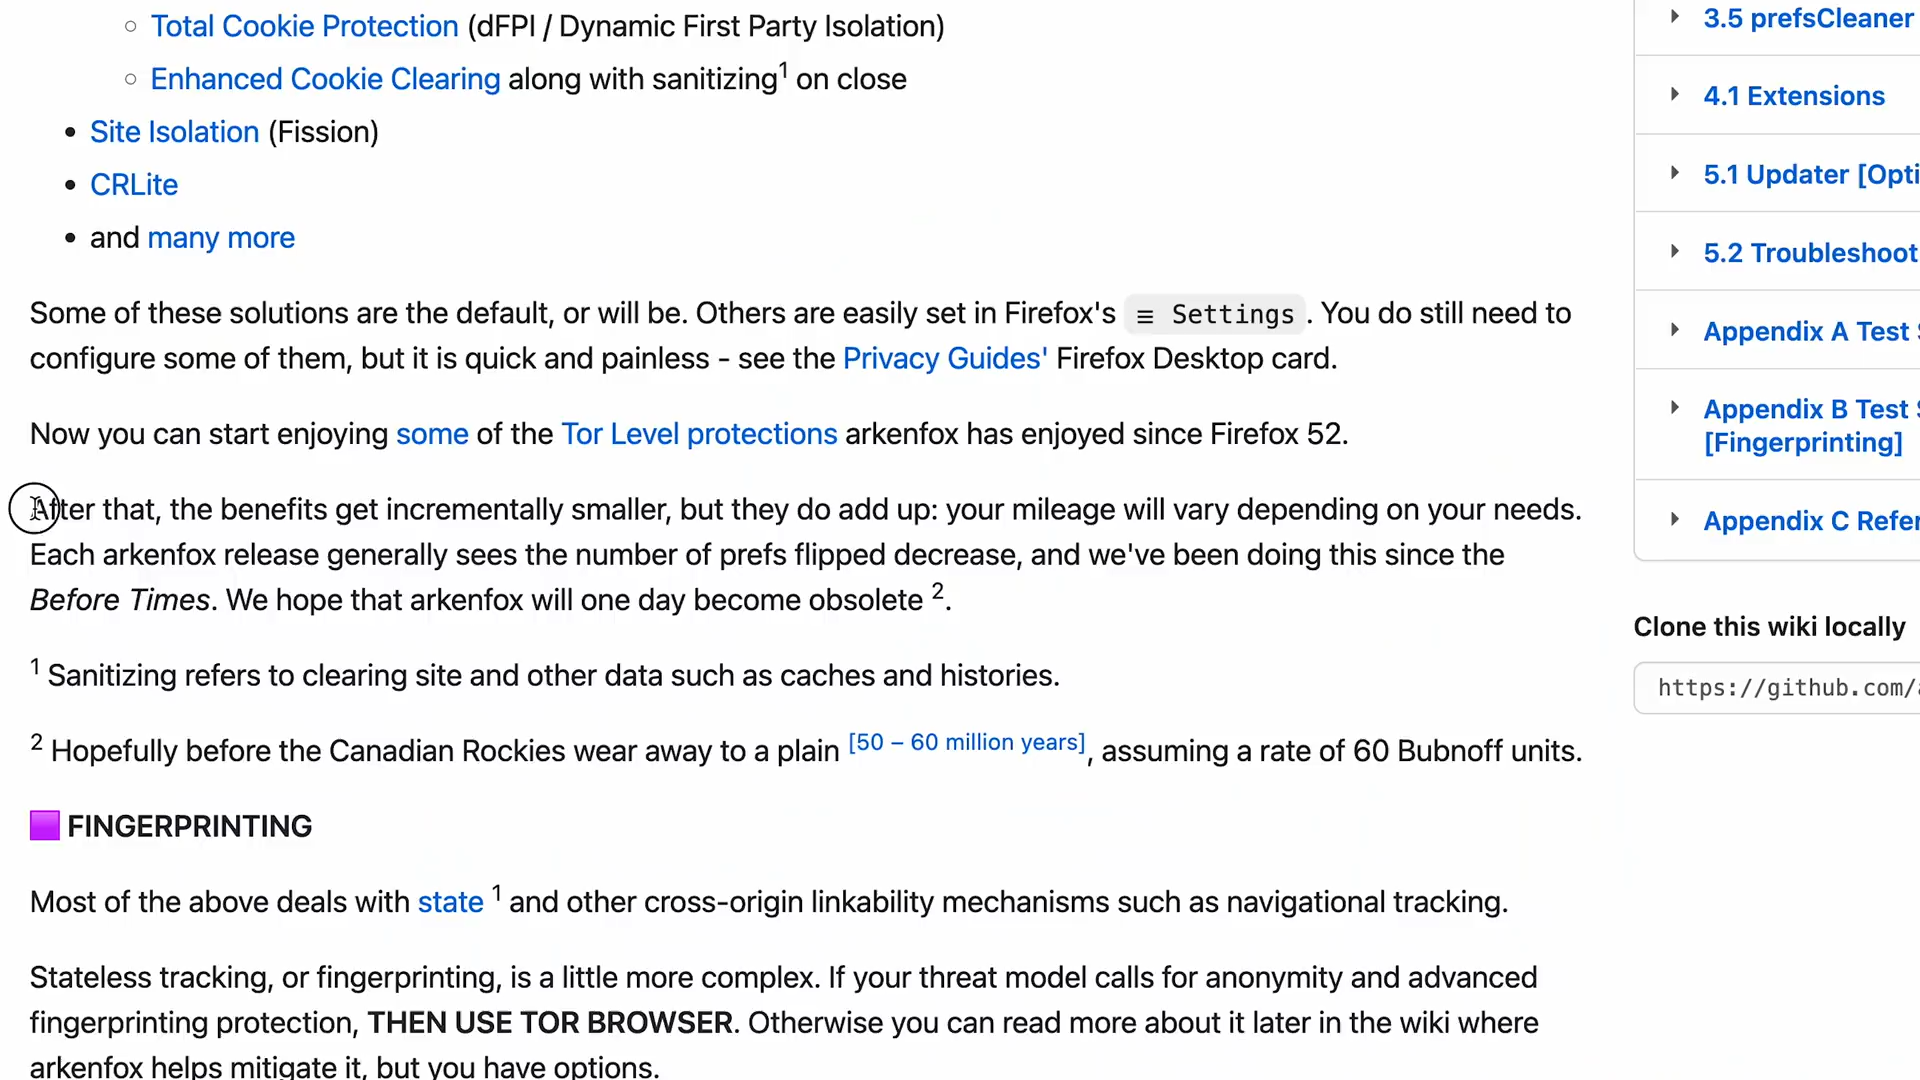 Total Cookie Protection (dFPI / Dynamic First Party Isolation)
Enhanced Cookie Clearing along with sanitizing1 on close
Site Isolation (Fission)
CRLite
and many more
Some of these solutions are the default, or will be. Others are easily set in Firefox's ≡ Settings. You do still need to
configure some of them, but it is quick and painless - see the Privacy Guides' Firefox Desktop card.
Now you can start enjoying some of the Tor Level protections arkenfox has enjoyed since Firefox 52.
After that, the benefits get incrementally smaller, but they do add up: your mileage will vary depending on your needs.
Each arkenfox release generally sees the number of prefs flipped decrease, and we've been doing this since the
Before Times. We hope that arkenfox will one day become obsolete 2.
1 Sanitizing refers to clearing site and other data such as caches and histories.
2 Hopefully before the Canadian Rockies wear away to a plain [50 – 60 million years], assuming a rate of 60 Bubnoff units.
FINGERPRINTING
Most of the above deals with state 1 and other cross-origin linkability mechanisms such as navigational tracking.
Stateless tracking, or fingerprinting, is a little more complex. If your threat model calls for anonymity and advanced
fingerprinting protection, THEN USE TOR BROWSER. Otherwise you can read more about it later in the wiki where
arkenfox helps mitigate it, but you have options.
3.5 prefsCleaner
4.1 Extensions
5.1 Updater [Opti
5.2 Troubleshoot
Appendix A Test S
Appendix B Test S
[Fingerprinting]
Appendix C Refer
Clone this wiki locally
https://github.com/a